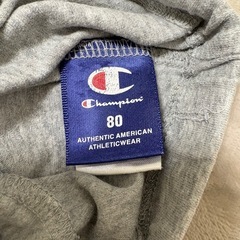 Champion
80
AUTHENTIC AMERICAN
ATHLETICWEAR